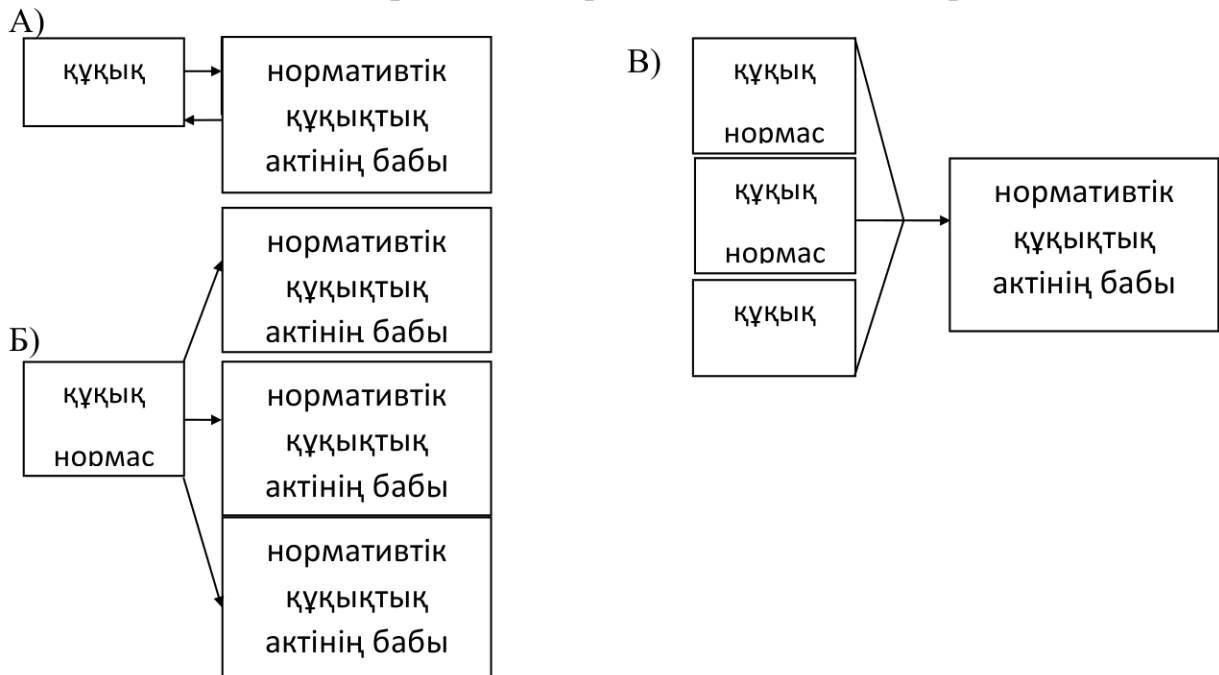 А)
құқық
нормативтік
құқықтық
актінің бабы
нормативтік
құқықтық
актінің бабы
Б)
құқық
нормас
нормативтік
құқықтық
актінің бабы
нормативтік
құқықтық
актінің бабы
В)
құқық
нормас
құқық
нормас
құқық
нормативтік
құқықтық
актінің бабы